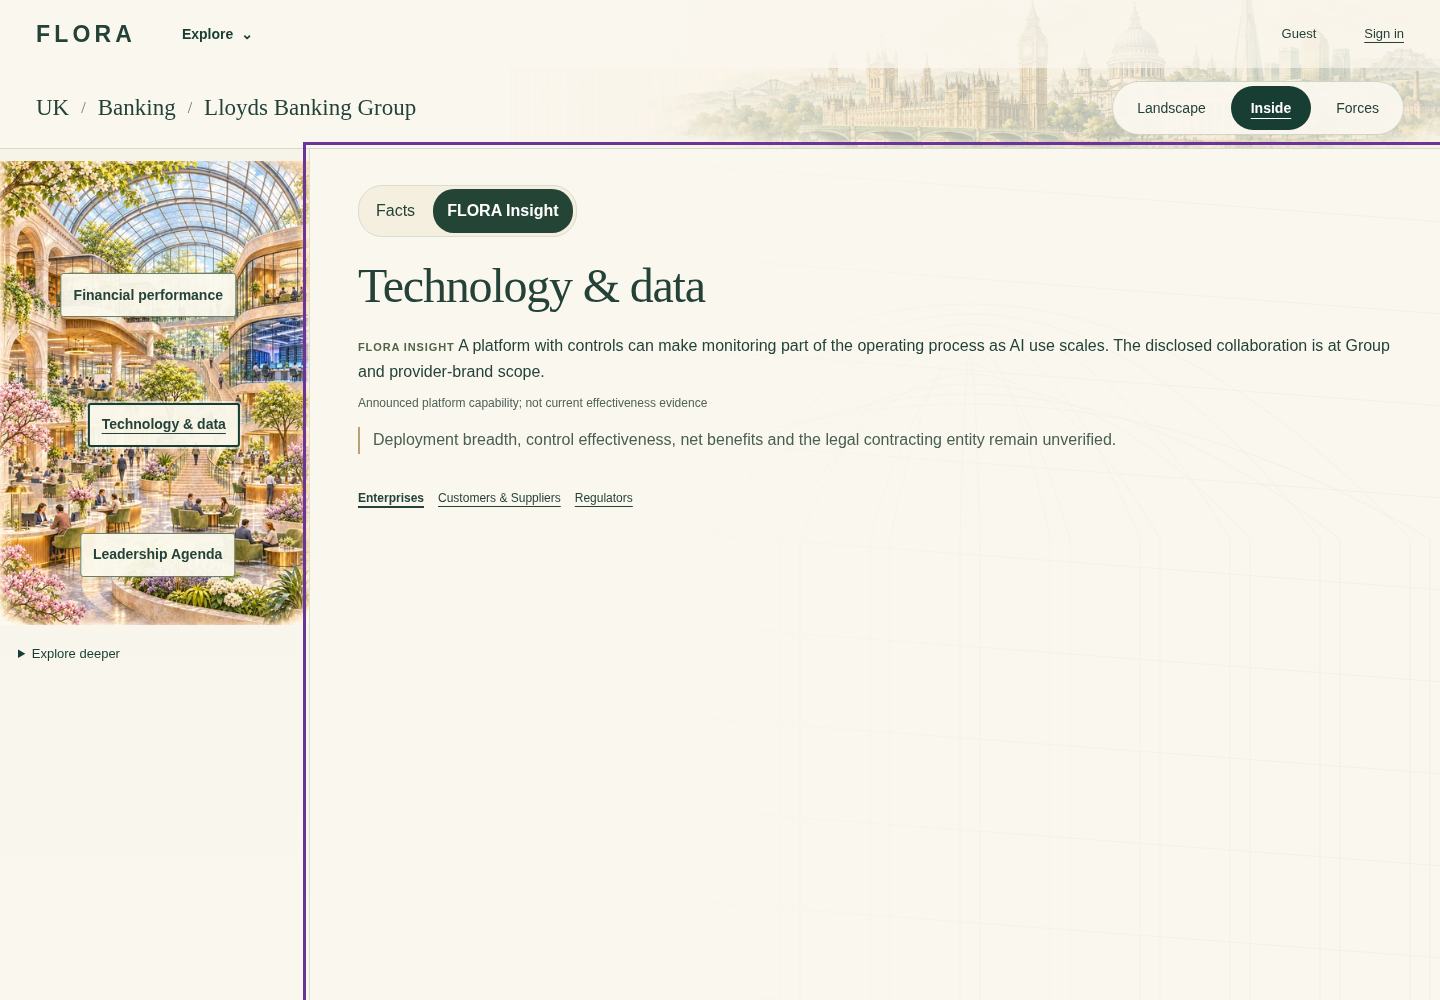 FLORA
Explore
Guest
Sign in
UK / Banking / Lloyds Banking Group
Landscape
Inside
Forces
Financial performance
Technology & data
Leadership Agenda
Explore deeper
Facts
FLORA Insight
Technology & data
FLORA INSIGHT A platform with controls can make monitoring part of the operating process as AI use scales. The disclosed collaboration is at Group
and provider-brand scope.
Announced platform capability; not current effectiveness evidence
Deployment breadth, control effectiveness, net benefits and the legal contracting entity remain unverified.
Enterprises
Customers & Suppliers
Regulators